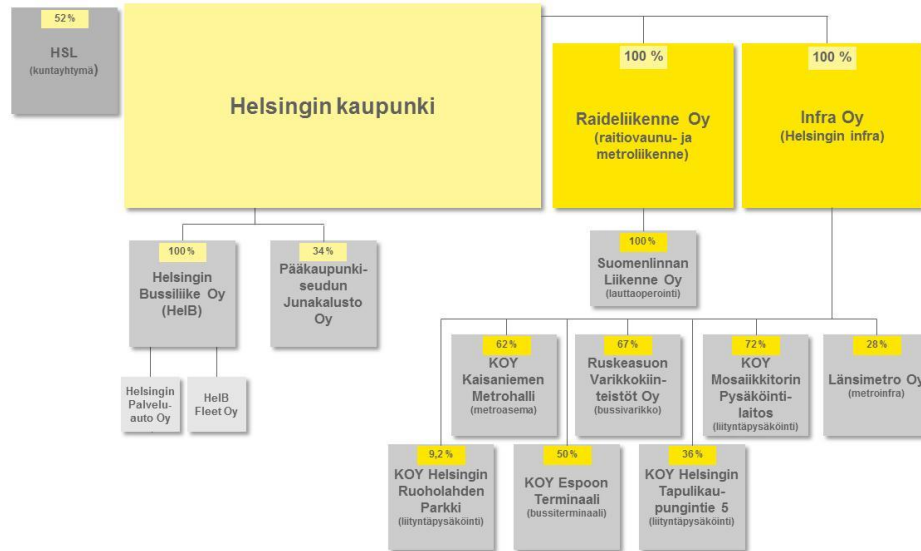 52%
HSL
(kuntayhtymä)
Helsingin kaupunki
100 %
Raideliikenne Oy
(raitiovaunu- ja
metroliikenne)
100 %
Infra Oy
(Helsingin infra)
100%
Helsingin
Bussiliike Oy
(HelB)
34%
Pääkaupunki-
seudun
Junakalusto
Oy
100%
Suomenlinnan
Liikenne Oy
(lauttaoperointi)
Helsingin
Palvelu-
auto Oy
HelB
Fleet Oy
62%
KOY
Kaisaniemen
Metrohalli
(metroasema)
67%
Ruskeasuon
Varikkokiin-
teistöt Oy
(bussivarikko)
72%
KOY
Mosaiikkitorin
Pysäköinti-
laitos
(liityntäpysäköinti)
28%
Länsimetro Oy
(metroinfra)
9,2%
KOY Helsingin
Ruoholahden
Parkki
(liityntäpysäköinti)
50%
KOY Espoon
Terminaali
(bussiterminaali)
36%
KOY Helsingin
Tapulikau-
pungintie 5
(liityntäpysäköinti)